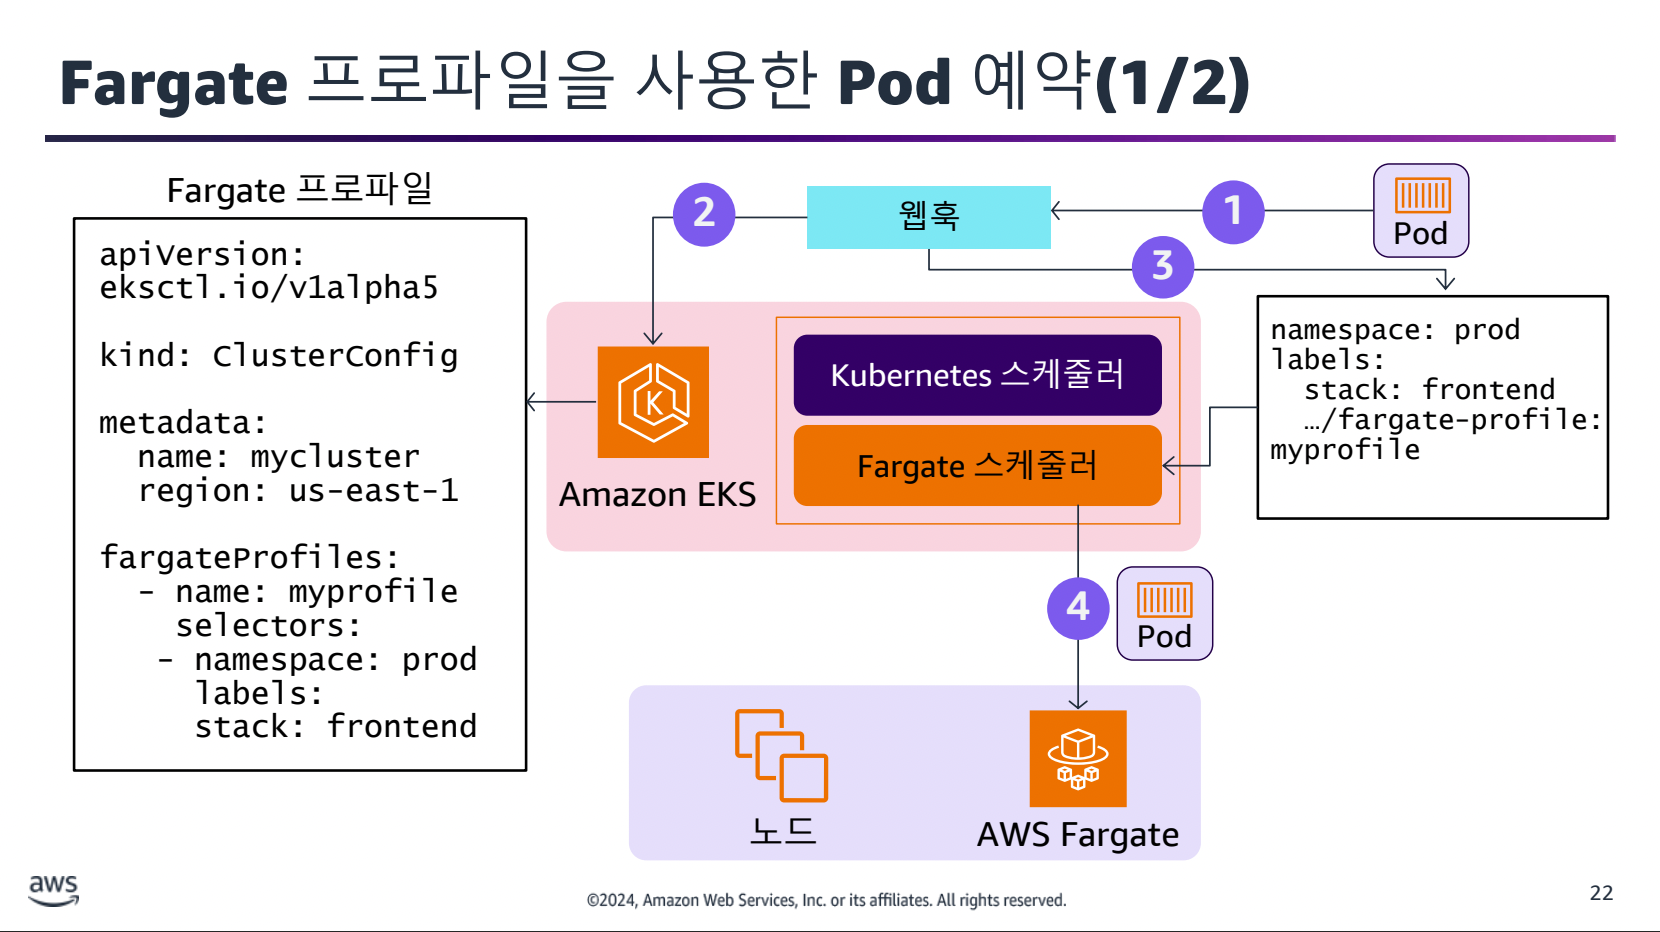 Fargate 프로파일을 사용한 Pod 예약(1/2)
Fargate 프로파일
apiVersion:
eksctl.io/v1alpha5
kind: ClusterConfig
metadata:
  name: mycluster
  region: us-east-1
fargateProfiles:
  - name: myprofile
    selectors:
   - namespace: prod
     labels:
     stack: frontend
2
웹훅
1
Pod
3
Amazon EKS
Kubernetes 스케줄러
Fargate 스케줄러
namespace: prod
labels:
  stack: frontend
  …/fargate-profile:
myprofile
4
Pod
노드
AWS Fargate
aws
©2024, Amazon Web Services, Inc. or its affiliates. All rights reserved.
22